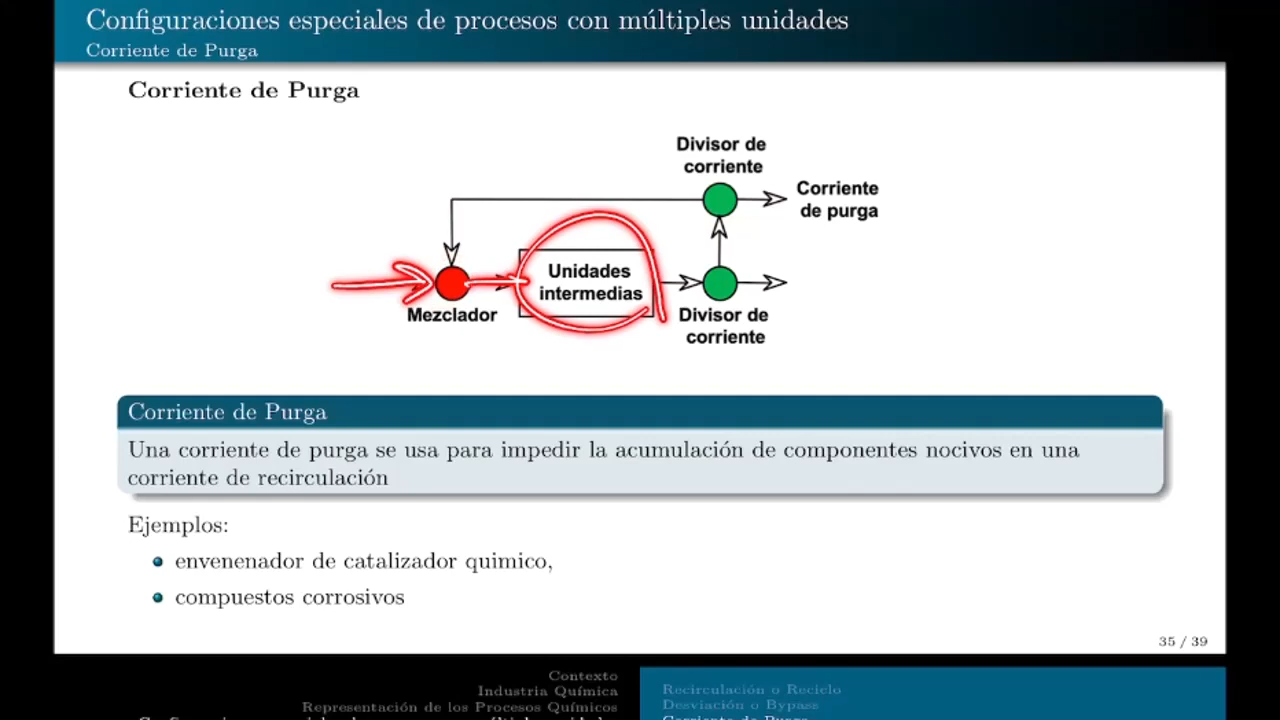 Configuraciones especiales de procesos con múltiples unidades
Corriente de Purga
Corriente de Purga
Divisor de
corriente
Corriente
de purga
Unidades
intermedias
Mezclador
Divisor de
corriente
Corriente de Purga
Una corriente de purga se usa para impedir la acumulación de componentes nocivos en una
corriente de recirculación
Ejemplos:
envenenador de catalizador quimico,
compuestos corrosivos
35 / 39
Contexto
Industria Química
Representación de los Procesos Químicos
Recirculación o Reciclo
Desviación o Bypass
Corriente de Purga